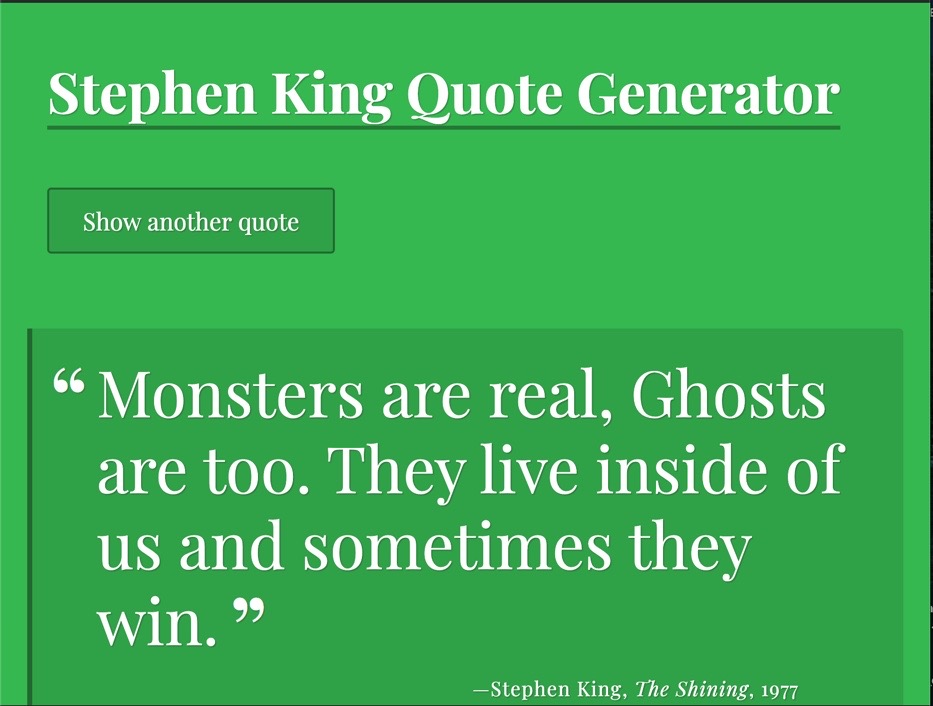 Stephen King Quote Generator
Show another quote
“ Monsters are real, Ghosts
are too. They live inside of
us and sometimes they
win. ”
—Stephen King, The Shining, 1977